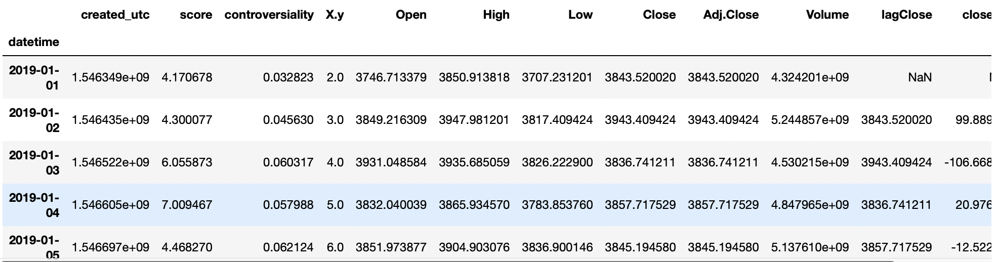 created_utc score controversiality X.y Open High Low Close Adj.Close Volume lagClose close
datetime
2019-01-01 1.546349e+09 4.170678 0.032823 2.0 3746.713379 3850.913818 3707.231201 3843.520020 3843.520020 4.324201e+09 NaN
2019-01-02 1.546435e+09 4.300077 0.045630 3.0 3849.216309 3947.981201 3817.409424 3943.409424 3943.409424 5.244857e+09 3843.520020 99.889
2019-01-03 1.546522e+09 6.055873 0.060317 4.0 3931.048584 3935.685059 3826.222900 3836.741211 3836.741211 4.530215e+09 3943.409424 -106.668
2019-01-04 1.546605e+09 7.009467 0.057988 5.0 3832.040039 3865.934570 3783.853760 3857.717529 3857.717529 4.847965e+09 3836.741211 20.976
2019-01-05 1.546697e+09 4.468270 0.062124 6.0 3851.973877 3904.903076 3836.900146 3845.194580 3845.194580 5.137610e+09 3857.717529 -12.522